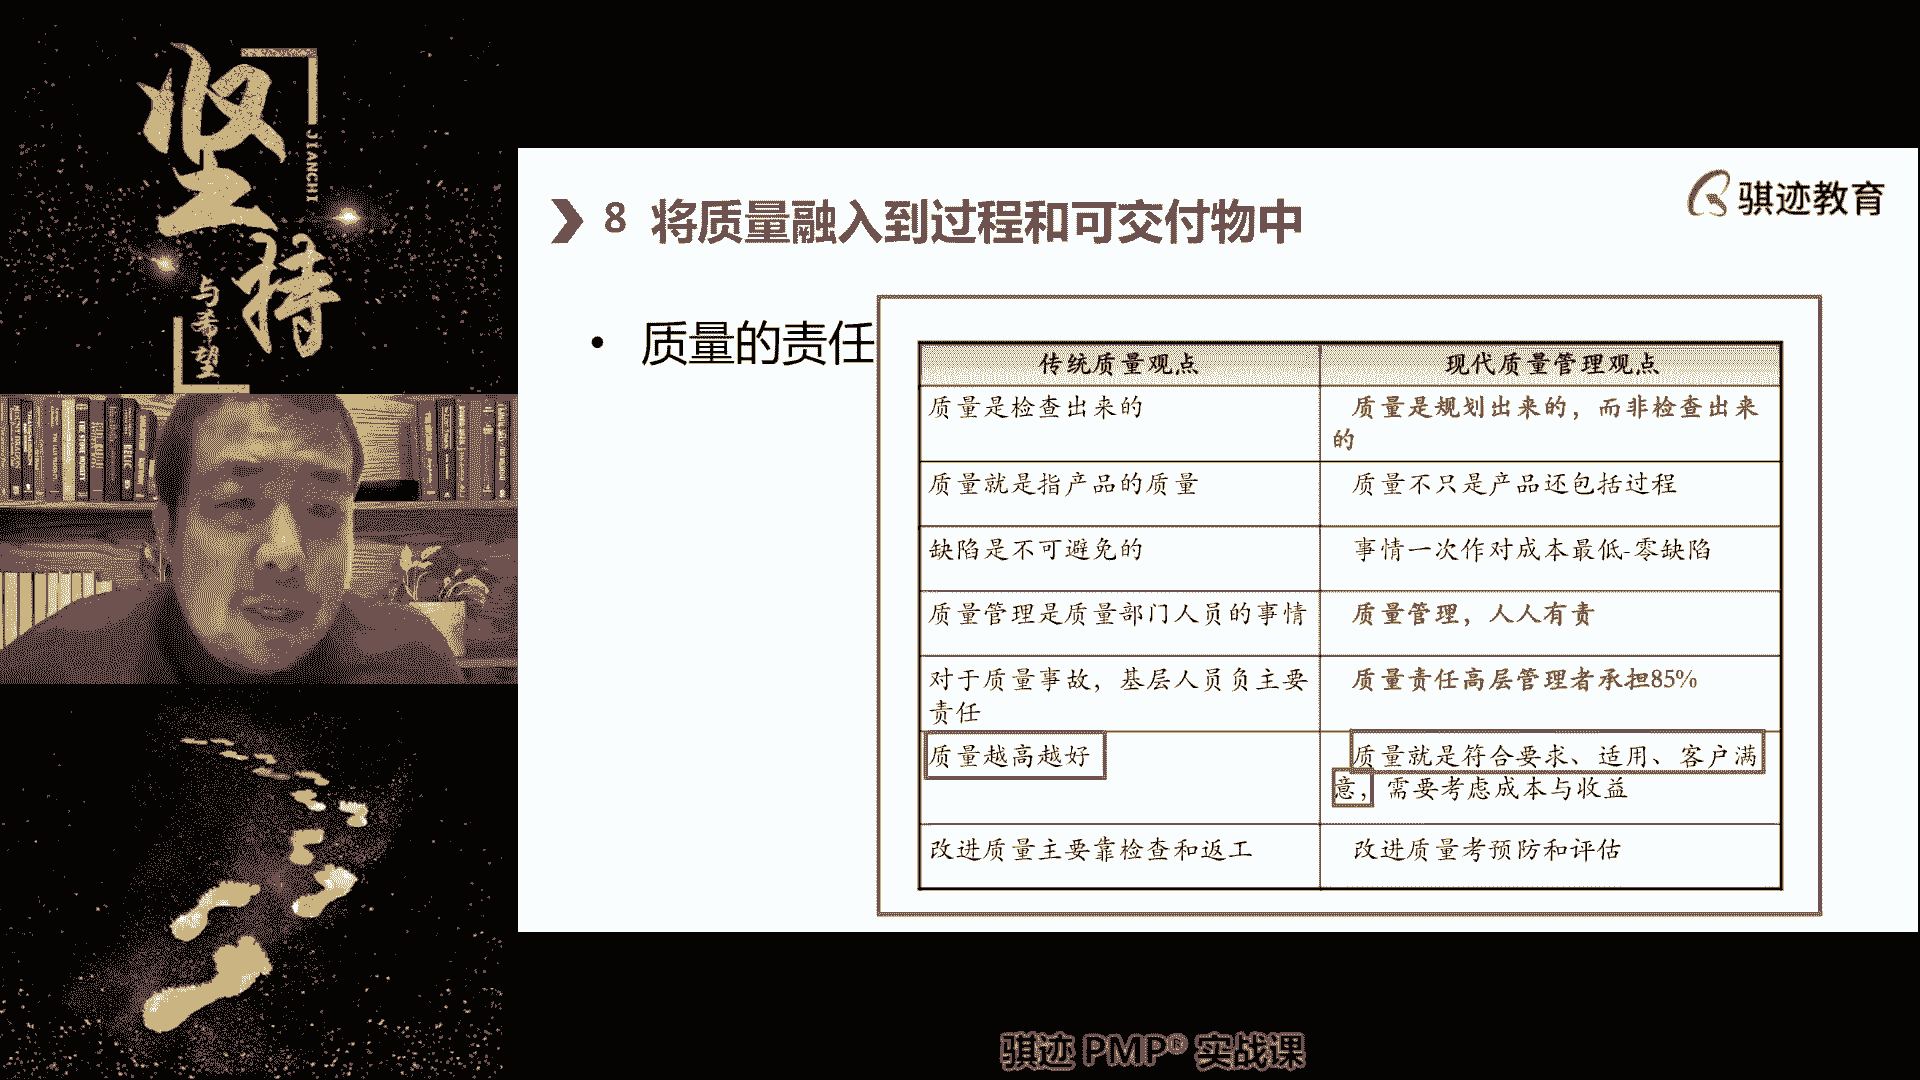 坚持
JIANCHI
与希望
骐迹教育
8 将质量融入到过程和可交付物中
• 质量的责任
传统质量观点
现代质量管理观点
质量是检查出来的
质量是规划出来的，而非检查出来
的
质量就是指产品的质量
质量不只是产品还包括过程
缺陷是不可避免的
事情一次作对成本最低-零缺陷
质量管理是质量部门人员的事情
质量管理，人人有责
对于质量事故，基层人员负主要
责任
质量责任高层管理者承担85%
质量越高越好
质量就是符合要求、适用、客户满
意，需要考虑成本与收益
改进质量主要靠检查和返工
改进质量考预防和评估
骐迹 PMP® 实战课